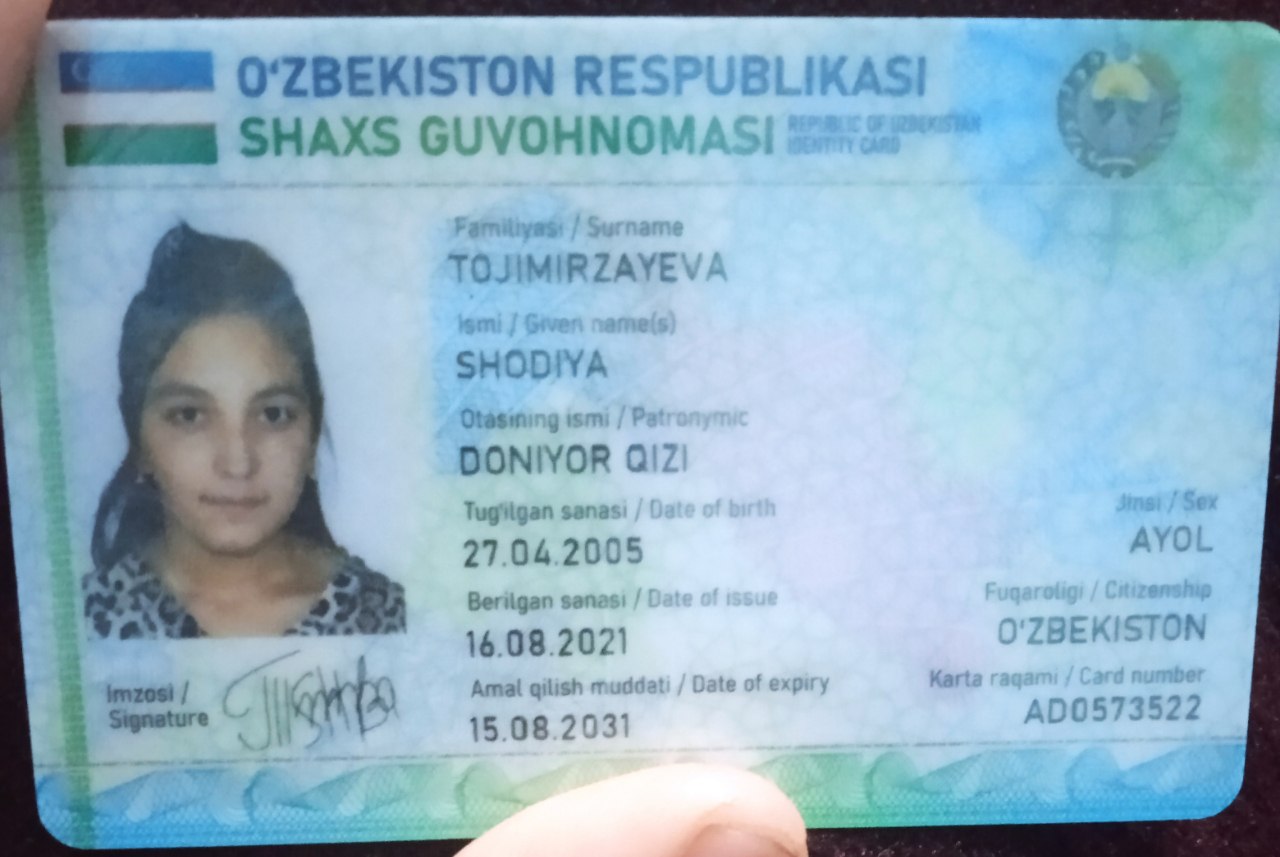 O'ZBEKISTON RESPUBLIKASI
SHAXS GUVOHNOMASI
REPUBLIC OF UZBEKISTAN
IDENTITY CARD
Familiyasi / Surname
TOJIMIRZAYEVA
Ismi / Given name(s)
SHODIYA
Otasining ismi / Patronymic
DONIYOR QIZI
Tug'ilgan sanasi / Date of birth
27.04.2005
Jinsi / Sex
AYOL
Berilgan sanasi / Date of issue
16.08.2021
Fuqaroligi / Citizenship
O'ZBEKISTON
Amal qilish muddati / Date of expiry
15.08.2031
Karta raqami / Card number
AD0573522
Imzosi /
Signature